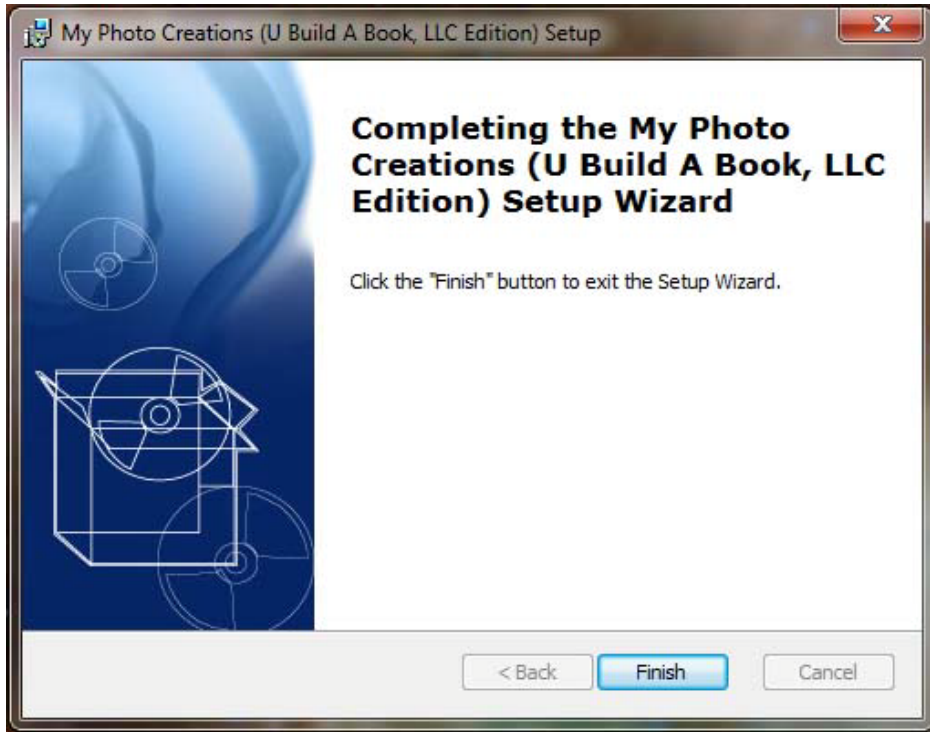 My Photo Creations (U Build A Book, LLC Edition) Setup
X
Completing the My Photo
Creations (U Build A Book, LLC
Edition) Setup Wizard
Click the "Finish" button to exit the Setup Wizard.
< Back Finish Cancel